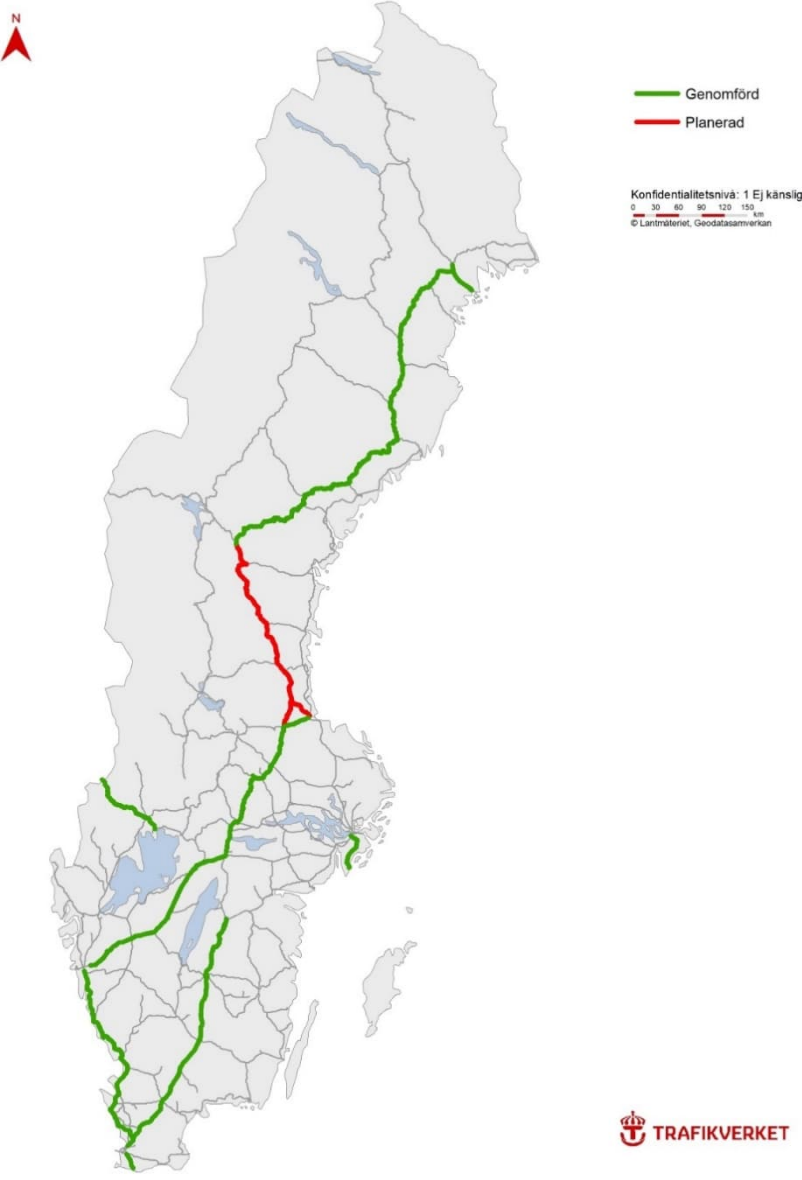 N
Genomförd
Planerad
Konfidentialitetsnivå: 1 Ej känslig
0 30 60 90 120 150
km
© Lantmäteriet, Geodatasamverkan
TRAFIKVERKET